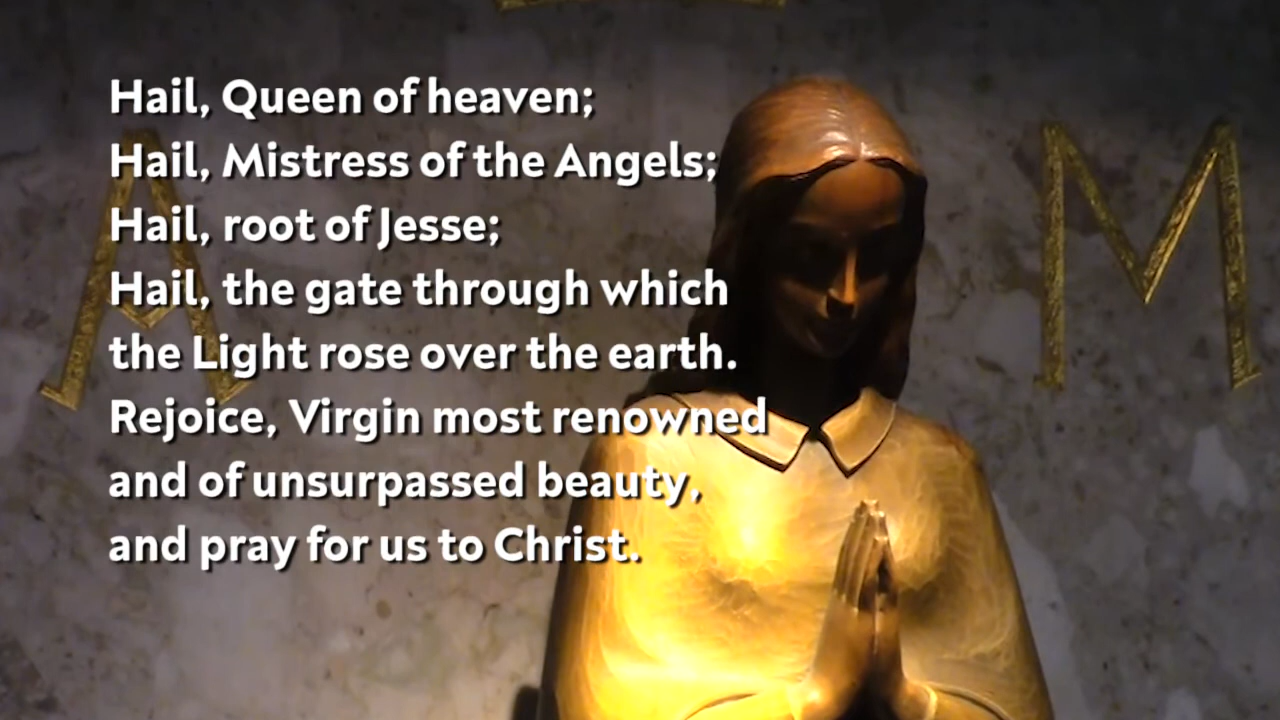 Hail, Queen of heaven;
Hail, Mistress of the Angels;
Hail, root of Jesse;
Hail, the gate through which
the Light rose over the earth.
Rejoice, Virgin most renowned
and of unsurpassed beauty,
and pray for us to Christ.
A M